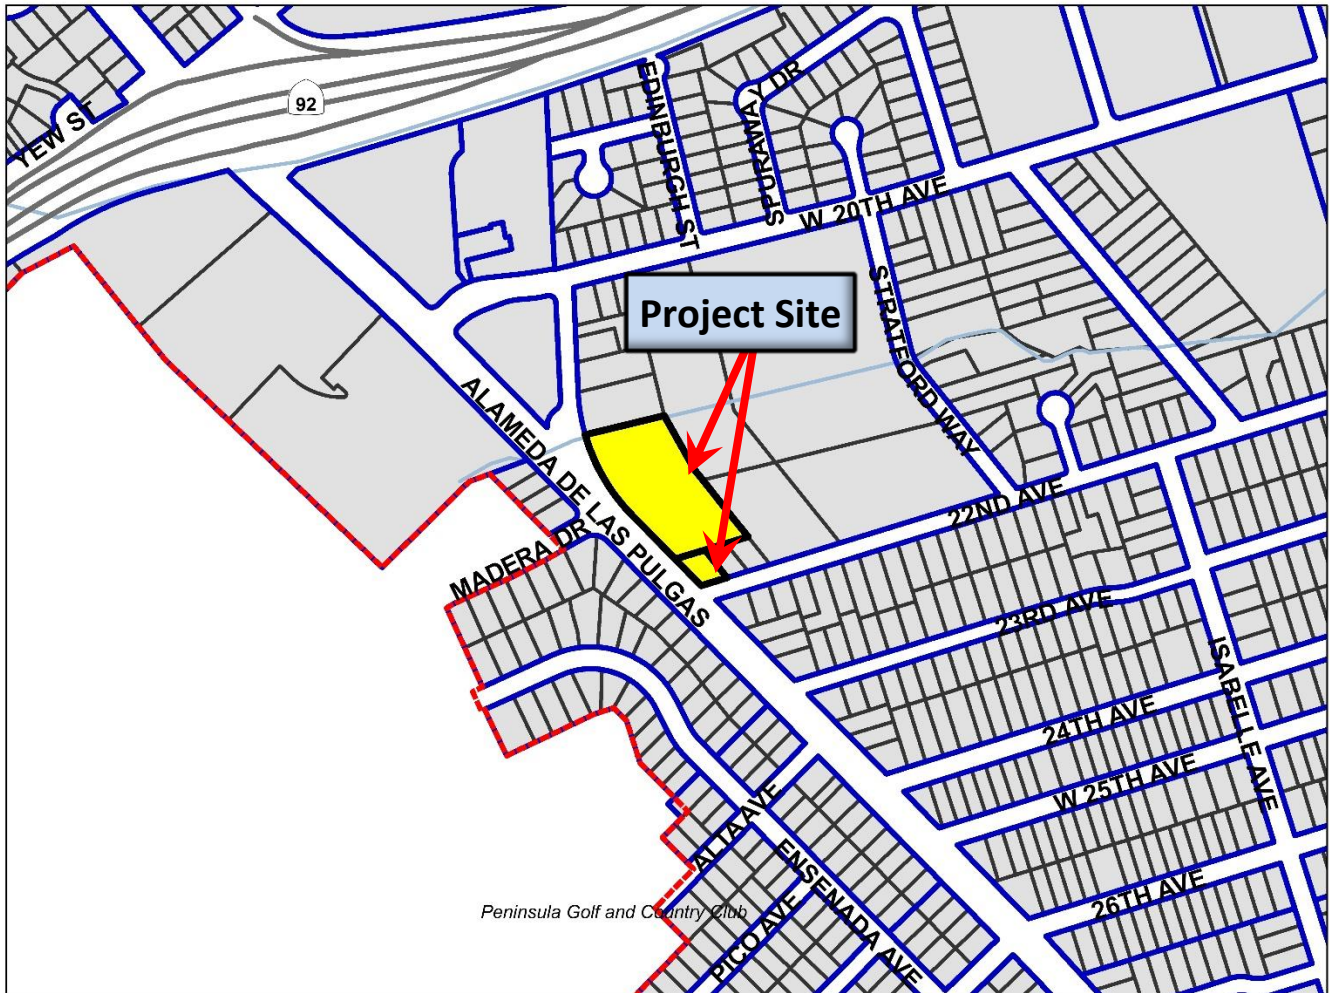 92
YEW ST
EDINBURGH ST
SPURAWAY DR
W 20TH AVE
Project Site
STRATFORD WAY
ALAMEDA DE LAS PULGAS
22ND AVE
MADERA DR
23RD AVE
ISABELLE AVE
24TH AVE
W 25TH AVE
ALTA AVE
ENSENADA AVE
26TH AVE
Peninsula Golf and Country Club
PICO AVE